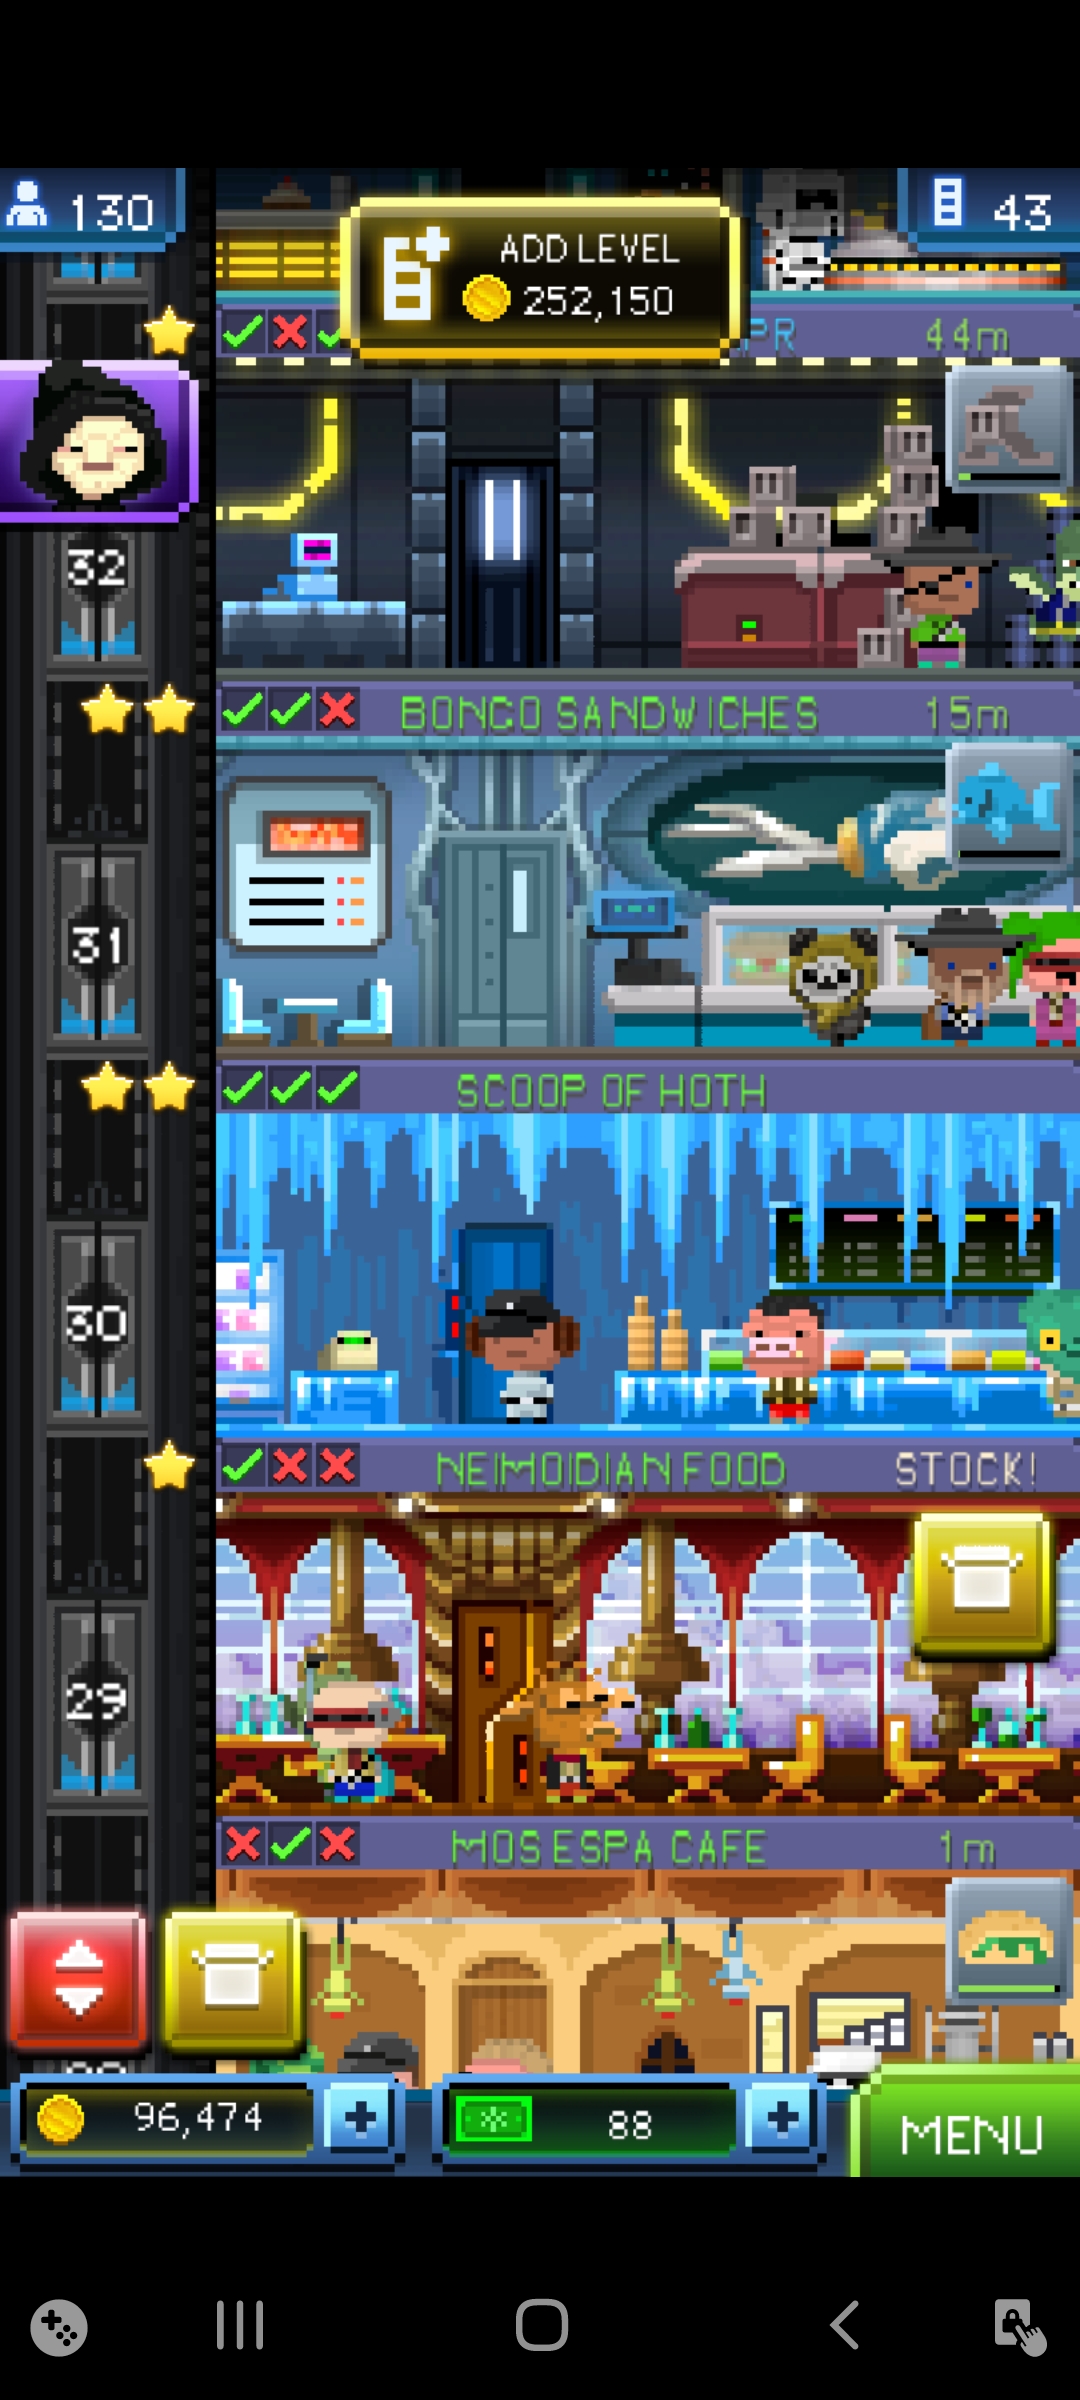 130
ADD LEVEL
252,150
43
PR 44m
32
BONGO SANDWICHES 15m
31
SCOOP OF HOTH
30
NEIMOIDIAN FOOD STOCK!
29
MOS ESPA CAFE 1m
96,474
88
MENU